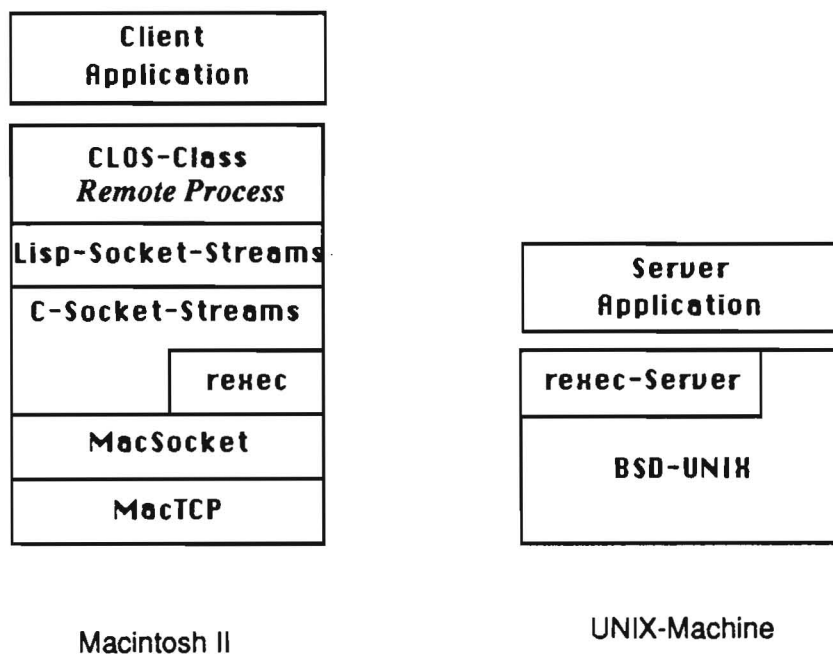 Client
Application
CLOS-Class
Remote Process
Lisp-Socket-Streams
C-Socket-Streams
rexec
MacSocket
MacTCP
Macintosh II
Server
Application
rexec-Server
BSD-UNIX
UNIX-Machine